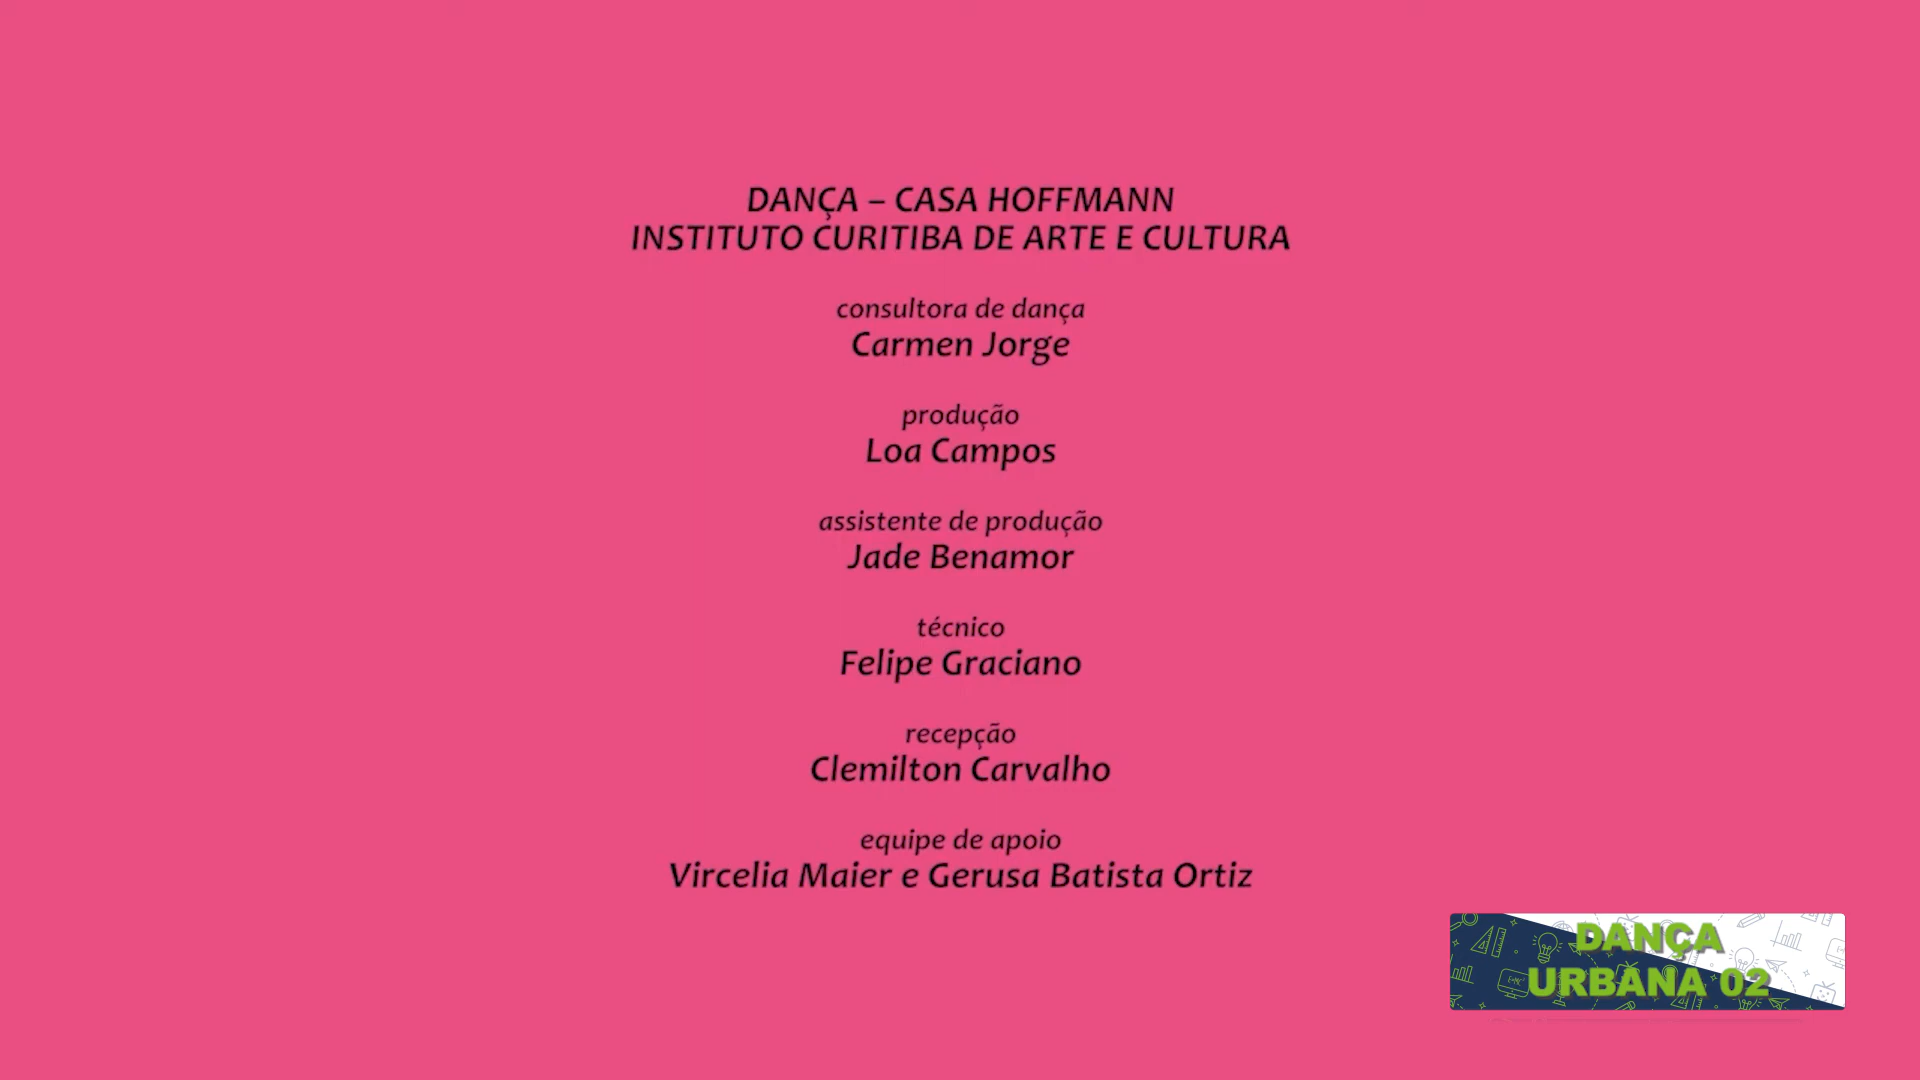 DANÇA – CASA HOFFMANN
INSTITUTO CURITIBA DE ARTE E CULTURA
consultora de dança
Carmen Jorge
produção
Loa Campos
assistente de produção
Jade Benamor
técnico
Felipe Graciano
recepção
Clemilton Carvalho
equipe de apoio
Vircelia Maier e Gerusa Batista Ortiz
DANÇA
URBANA 02